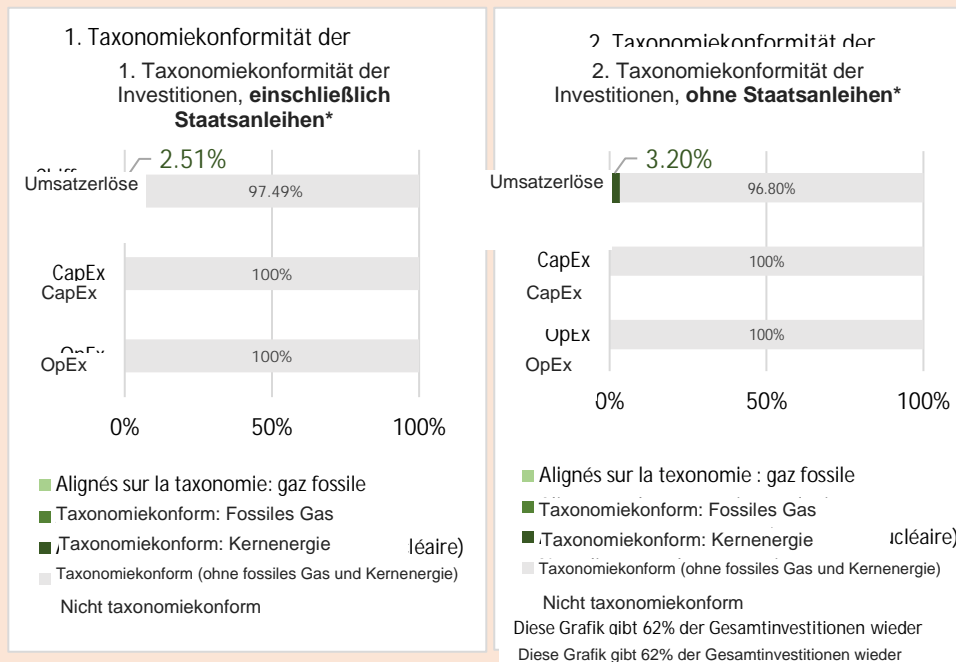 1. Taxonomiekonformität der
1. Taxonomiekonformität der
Investitionen, einschließlich
Staatsanleihen*
2.51%
Umsatzerlöse
97.49%
CapEx
CapEx
100%
OpEx
OpEx
100%
0%
50%
100%
Alignés sur la taxonomie: gaz fossile
Taxonomiekonform: Fossiles Gas
Taxonomiekonform: Kernenergie léaire)
Taxonomiekonform (ohne fossiles Gas und Kernenergie)
Nicht taxonomiekonform
2. Taxonomiekonformität der
2. Taxonomiekonformität der
Investitionen, ohne Staatsanleihen*
3.20%
Umsatzerlöse
96.80%
CapEx
CapEx
100%
OpEx
OpEx
100%
0%
50%
100%
Alignés sur la texonomie : gaz fossile
Taxonomiekonform: Fossiles Gas
Taxonomiekonform: Kernenergie ucléaire)
Taxonomiekonform (ohne fossiles Gas und Kernenergie)
Nicht taxonomiekonform
Diese Grafik gibt 62% der Gesamtinvestitionen wieder
Diese Grafik gibt 62% der Gesamtinvestitionen wieder